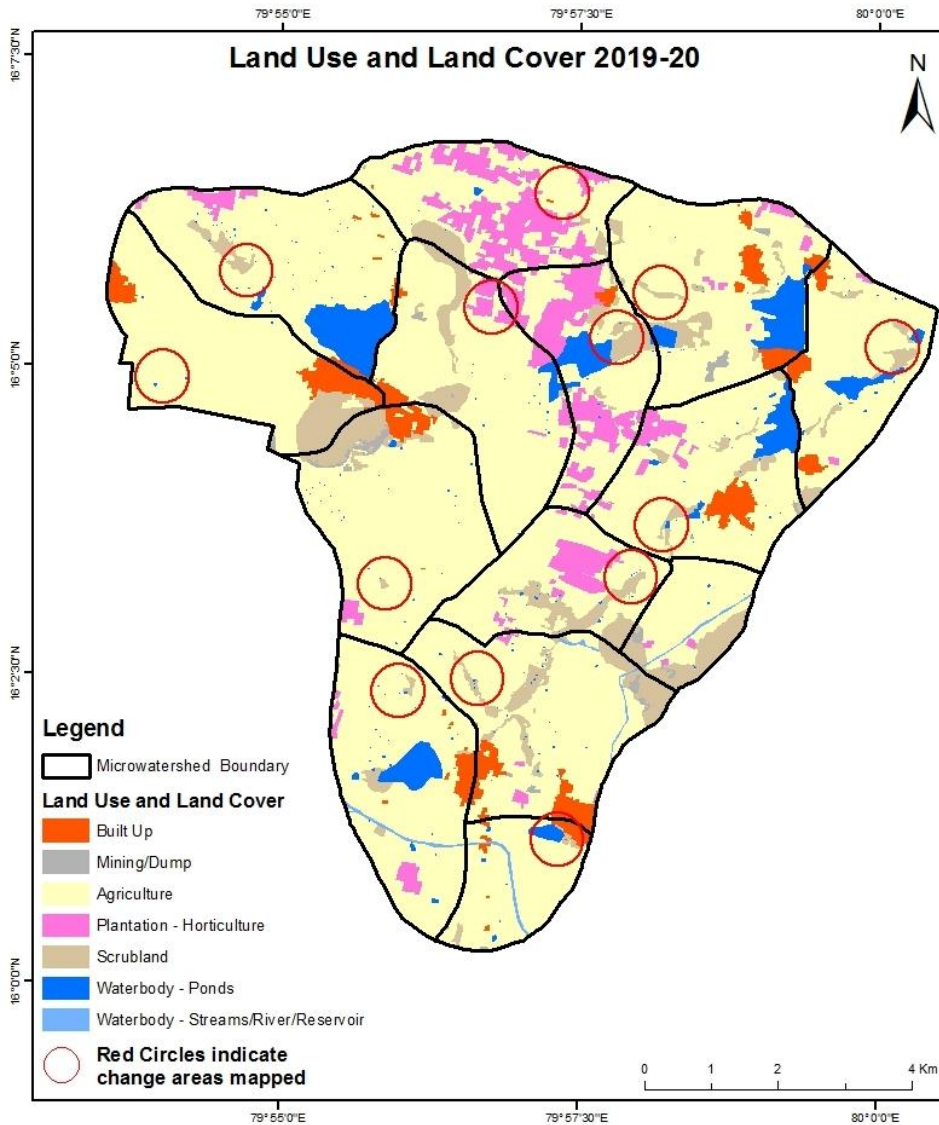 79°55'0"E 79°57'30"E 80°0'0"E
16°7'30"N
Land Use and Land Cover 2019-20
N
16°5'0"N
16°2'30"N
Legend
Microwatershed Boundary
Land Use and Land Cover
Built Up
Mining/Dump
Agriculture
Plantation - Horticulture
Scrubland
16°0'0"N
Waterbody - Ponds
Waterbody - Streams/River/Reservoir
Red Circles indicate
change areas mapped
0 1 2 4 Km
79°55'0"E 79°57'30"E 80°0'0"E